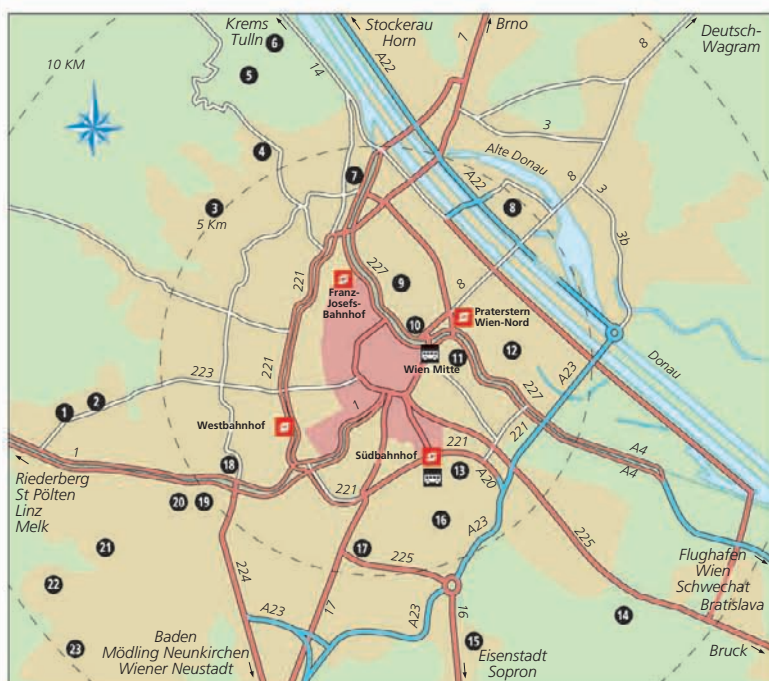 Krems
Tulln
Stockerau
Horn
Brno
Deutsch-
Wagram
10 KM
6
5
14
A22
7
8
3
4
7
Alte Donau
8
3
A22
3
5 Km
8
3b
221
227
9
8
Franz-
Josefs-
Bahnhof
10
Praterstern
Wien-Nord
11
12
Wien Mitte
Donau
A23
227
223
221
1
2
1
Westbahnhof
221
1
18
Südbahnhof
221
13
A20
A4
A4
Riederberg
St Pölten
Linz
Melk
20
19
221
16
A23
225
21
17
225
Flughafen
Wien
Schwechat
Bratislava
22
224
A23
17
A23
16
14
23
15
Baden
Mödling Neunkirchen
Wiener Neustadt
Eisenstadt
Sopron
Bruck